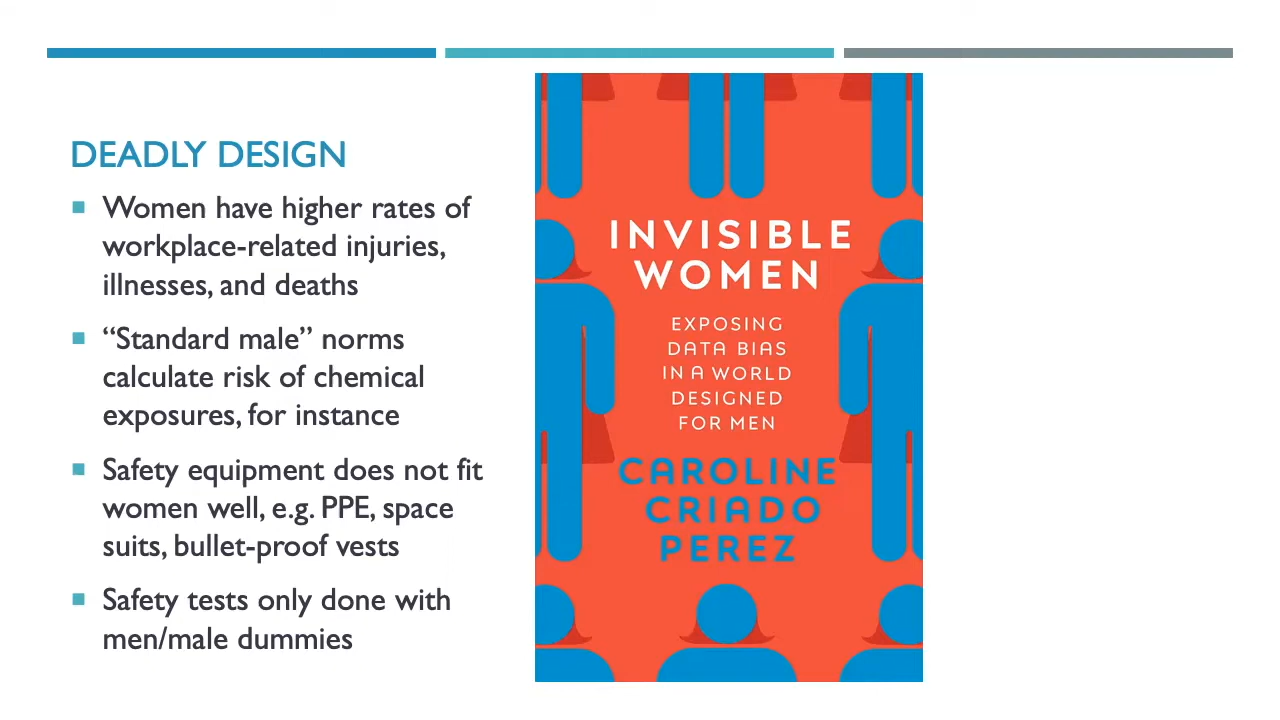 DEADLY DESIGN
▪ Women have higher rates of
workplace-related injuries,
illnesses, and deaths
▪ “Standard male” norms
calculate risk of chemical
exposures, for instance
▪ Safety equipment does not fit
women well, e.g. PPE, space
suits, bullet-proof vests
▪ Safety tests only done with
men/male dummies
INVISIBLE
WOMEN
EXPOSING
DATA BIAS
IN A WORLD
DESIGNED
FOR MEN
CAROLINE
CRIADO
PEREZ